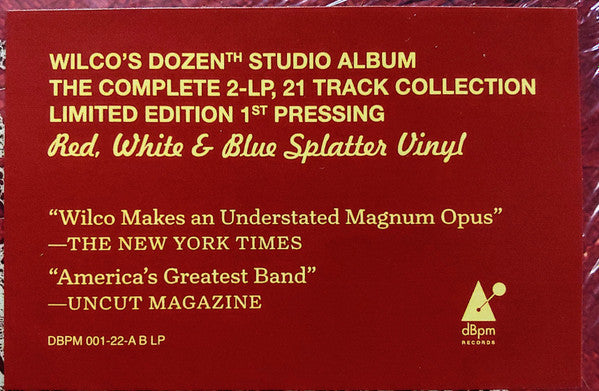 WILCO'S DOZENTH STUDIO ALBUM
THE COMPLETE 2-LP, 21 TRACK COLLECTION
LIMITED EDITION 1ST PRESSING
Red, White & Blue Splatter Vinyl
“Wilco Makes an Understated Magnum Opus”
—THE NEW YORK TIMES
“America's Greatest Band”
—UNCUT MAGAZINE
DBPM 001-22-A B LP
dBpm
RECORDS